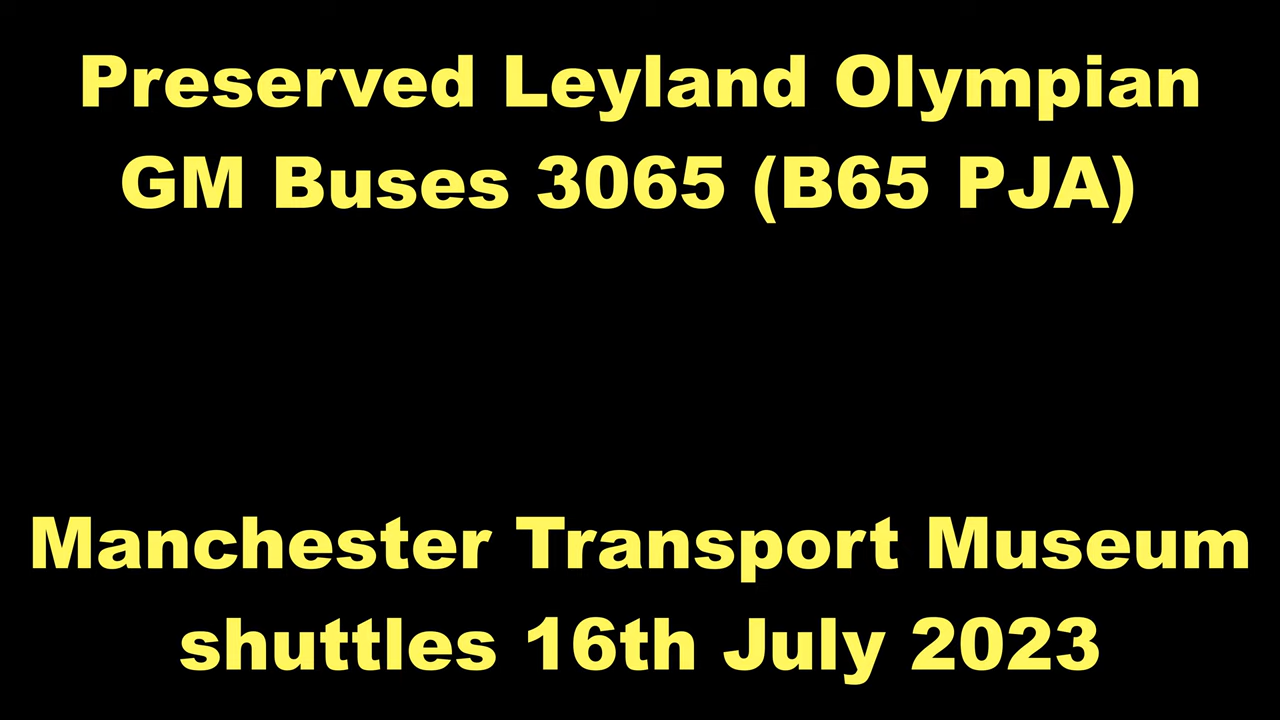 Preserved Leyland Olympian
GM Buses 3065 (B65 PJA)
Manchester Transport Museum
shuttles 16th July 2023